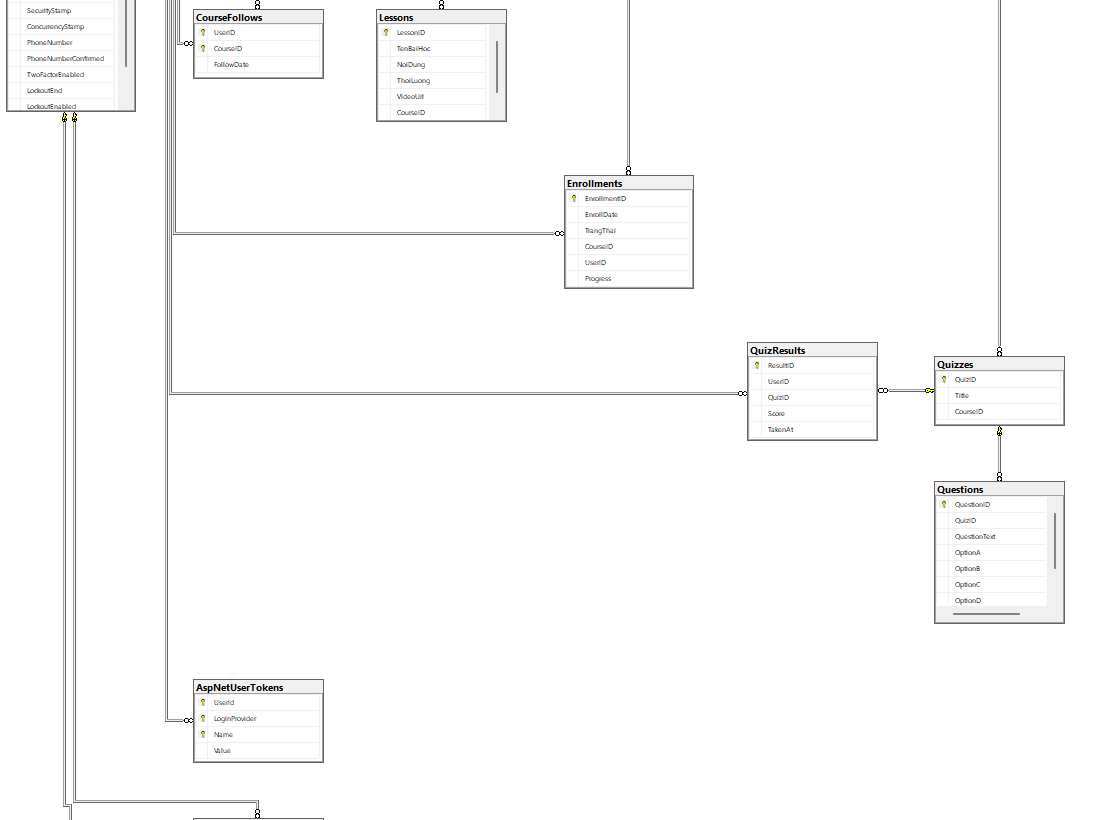 SecurityStamp
ConcurrencyStamp
PhoneNumber
PhoneNumberConfirmed
TwoFactorEnabled
LockoutEnd
LockoutEnabled
CourseFollows
UserID
CourseID
FollowDate
Lessons
LessonID
TenBaiHoc
NoiDung
ThoiLuong
VideoUrl
CourseID
Enrollments
EnrollmentID
EnrollDate
TrangThai
CourseID
UserID
Progress
QuizResults
ResultID
UserID
QuizID
Score
TakenAt
Quizzes
QuizID
Title
CourseID
Questions
QuestionID
QuizID
QuestionText
OptionA
OptionB
OptionC
OptionD
AspNetUserTokens
UserId
LoginProvider
Name
Value